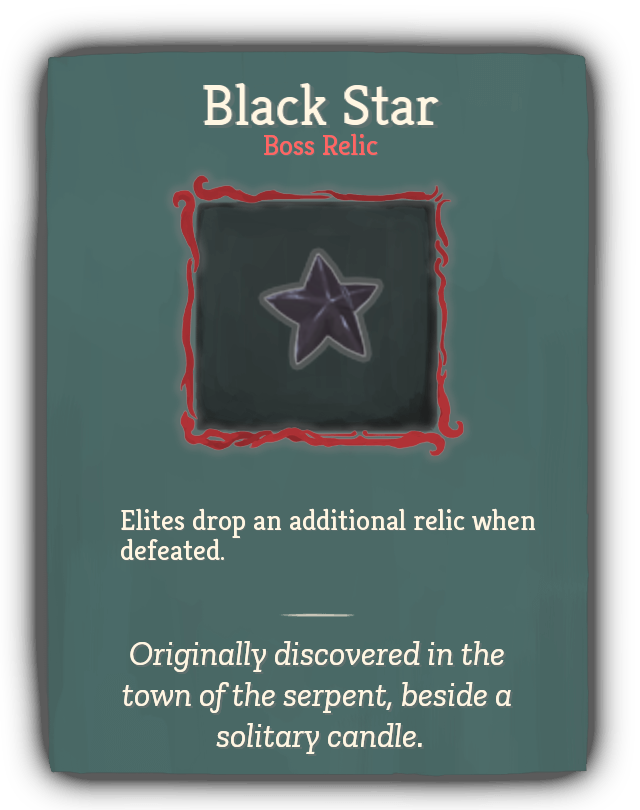 Black Star
Boss Relic
Elites drop an additional relic when
defeated.
Originally discovered in the
town of the serpent, beside a
solitary candle.